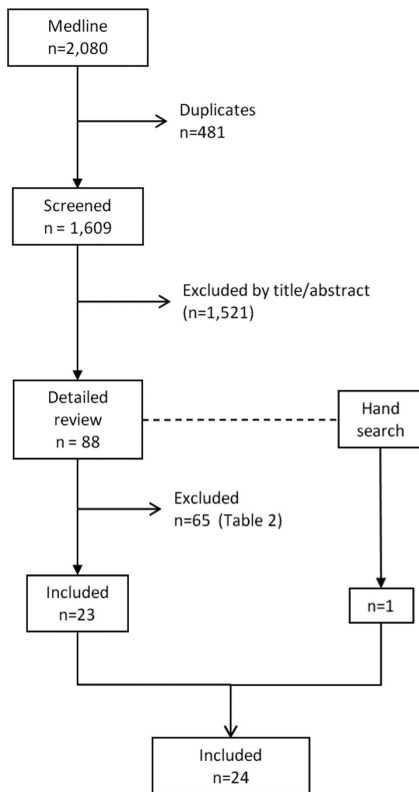 Medline
n=2,080
Duplicates
n=481
Screened
n = 1,609
Excluded by title/abstract
(n=1,521)
Detailed
review
n = 88
Hand
search
Excluded
n=65 (Table 2)
Included
n=23
n=1
Included
n=24